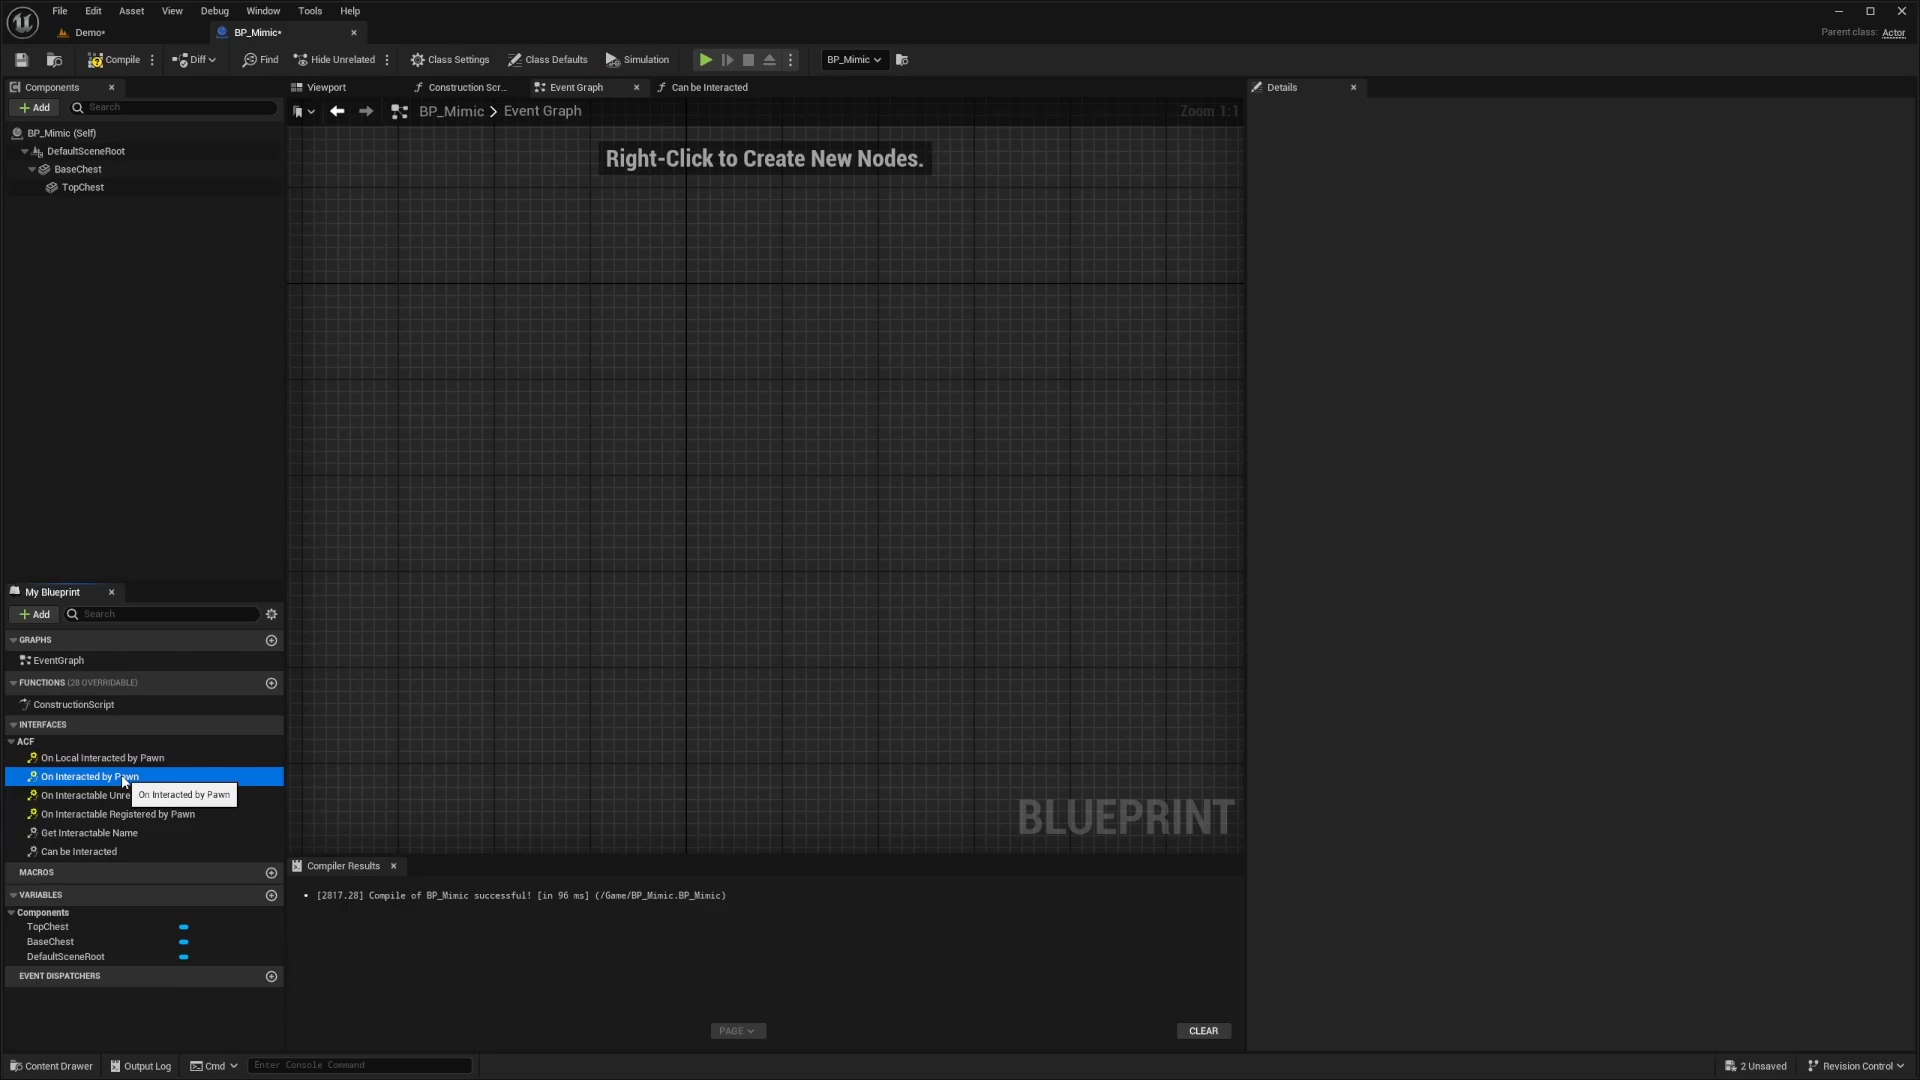 File Edit Asset View Debug Window Tools Help
Demo* BP_Mimic*
Parent class: Actor
Compile Diff Find Hide Unrelated Class Settings Class Defaults Simulation BP_Mimic
Components
Add Search
BP_Mimic (Self)
DefaultSceneRoot
BaseChest
TopChest
Viewport Construction Scr... Event Graph Can be Interacted
BP_Mimic > Event Graph
Zoom 1:1
Right-Click to Create New Nodes.
BLUEPRINT
Details
My Blueprint
Add Search
GRAPHS
EventGraph
FUNCTIONS (28 OVERRIDABLE)
ConstructionScript
INTERFACES
ACF
On Local Interacted by Pawn
On Interacted by Pawn
On Interactable Unre
On Interacted by Pawn
On Interactable Registered by Pawn
Get Interactable Name
Can be Interacted
MACROS
VARIABLES
Components
TopChest
BaseChest
DefaultSceneRoot
EVENT DISPATCHERS
Compiler Results
[2817.28] Compile of BP_Mimic successful! [in 96 ms] (/Game/BP_Mimic.BP_Mimic)
PAGE
CLEAR
Content Drawer Output Log Cmd Enter Console Command
2 Unsaved Revision Control